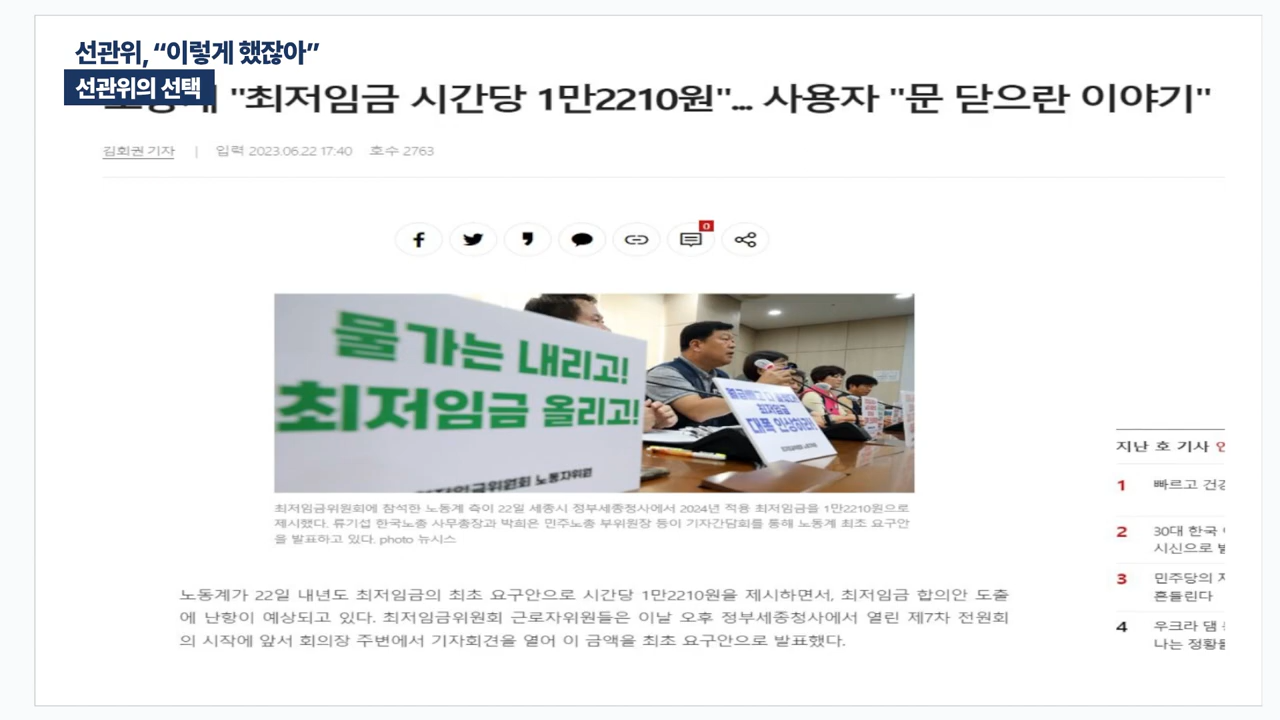 선관위, “이렇게 했잖아”
선관위의 선택
"최저임금 시간당 1만2210원"... 사용자 "문 닫으란 이야기"
김회권 기자 | 입력 2023.06.22 17:40 호수 2763
0
물가는 내리고!
최저임금 올리고!
최저임금위원회 노동자위원
최저임금
대폭 인상하라!
최저임금위원회에 참석한 노동계 측이 22일 세종시 정부세종청사에서 2024년 적용 최저임금을 1만2210원으로
제시했다. 류기섭 한국노총 사무총장과 박희은 민주노총 부위원장 등이 기자간담회를 통해 노동계 최초 요구안
을 발표하고 있다. photo 뉴시스
노동계가 22일 내년도 최저임금의 최초 요구안으로 시간당 1만2210원을 제시하면서, 최저임금 합의안 도출
에 난항이 예상되고 있다. 최저임금위원회 근로자위원들은 이날 오후 정부세종청사에서 열린 제7차 전원회
의 시작에 앞서 회의장 주변에서 기자회견을 열어 이 금액을 최초 요구안으로 발표했다.
지난 호 기사
1 빠르고 건강
2 30대 한국
시신으로
3 민주당의
흔들린다
4 우크라 댐
나는 정황들